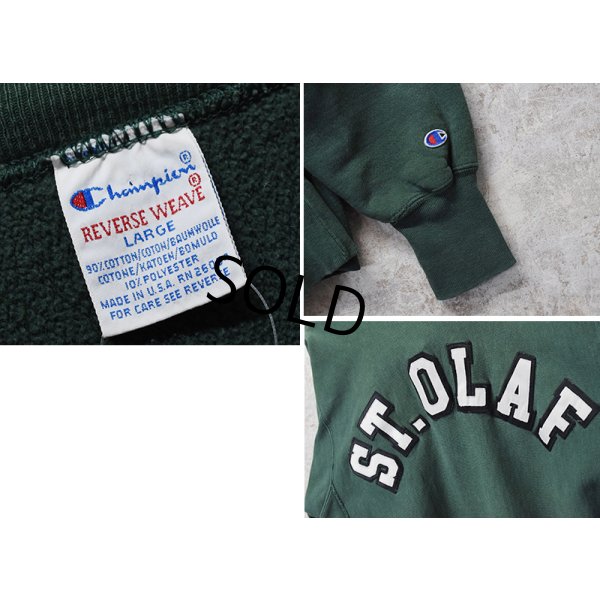 Champion®
REVERSE WEAVE®
LARGE
90% COTTON/COTON/BAUMWOLLE
COTONE/KATOEN/BOMULD
10% POLYESTER
MADE IN U.S.A. RN 26094
FOR CARE SEE REVERSE
SOLD
ST. OLAF